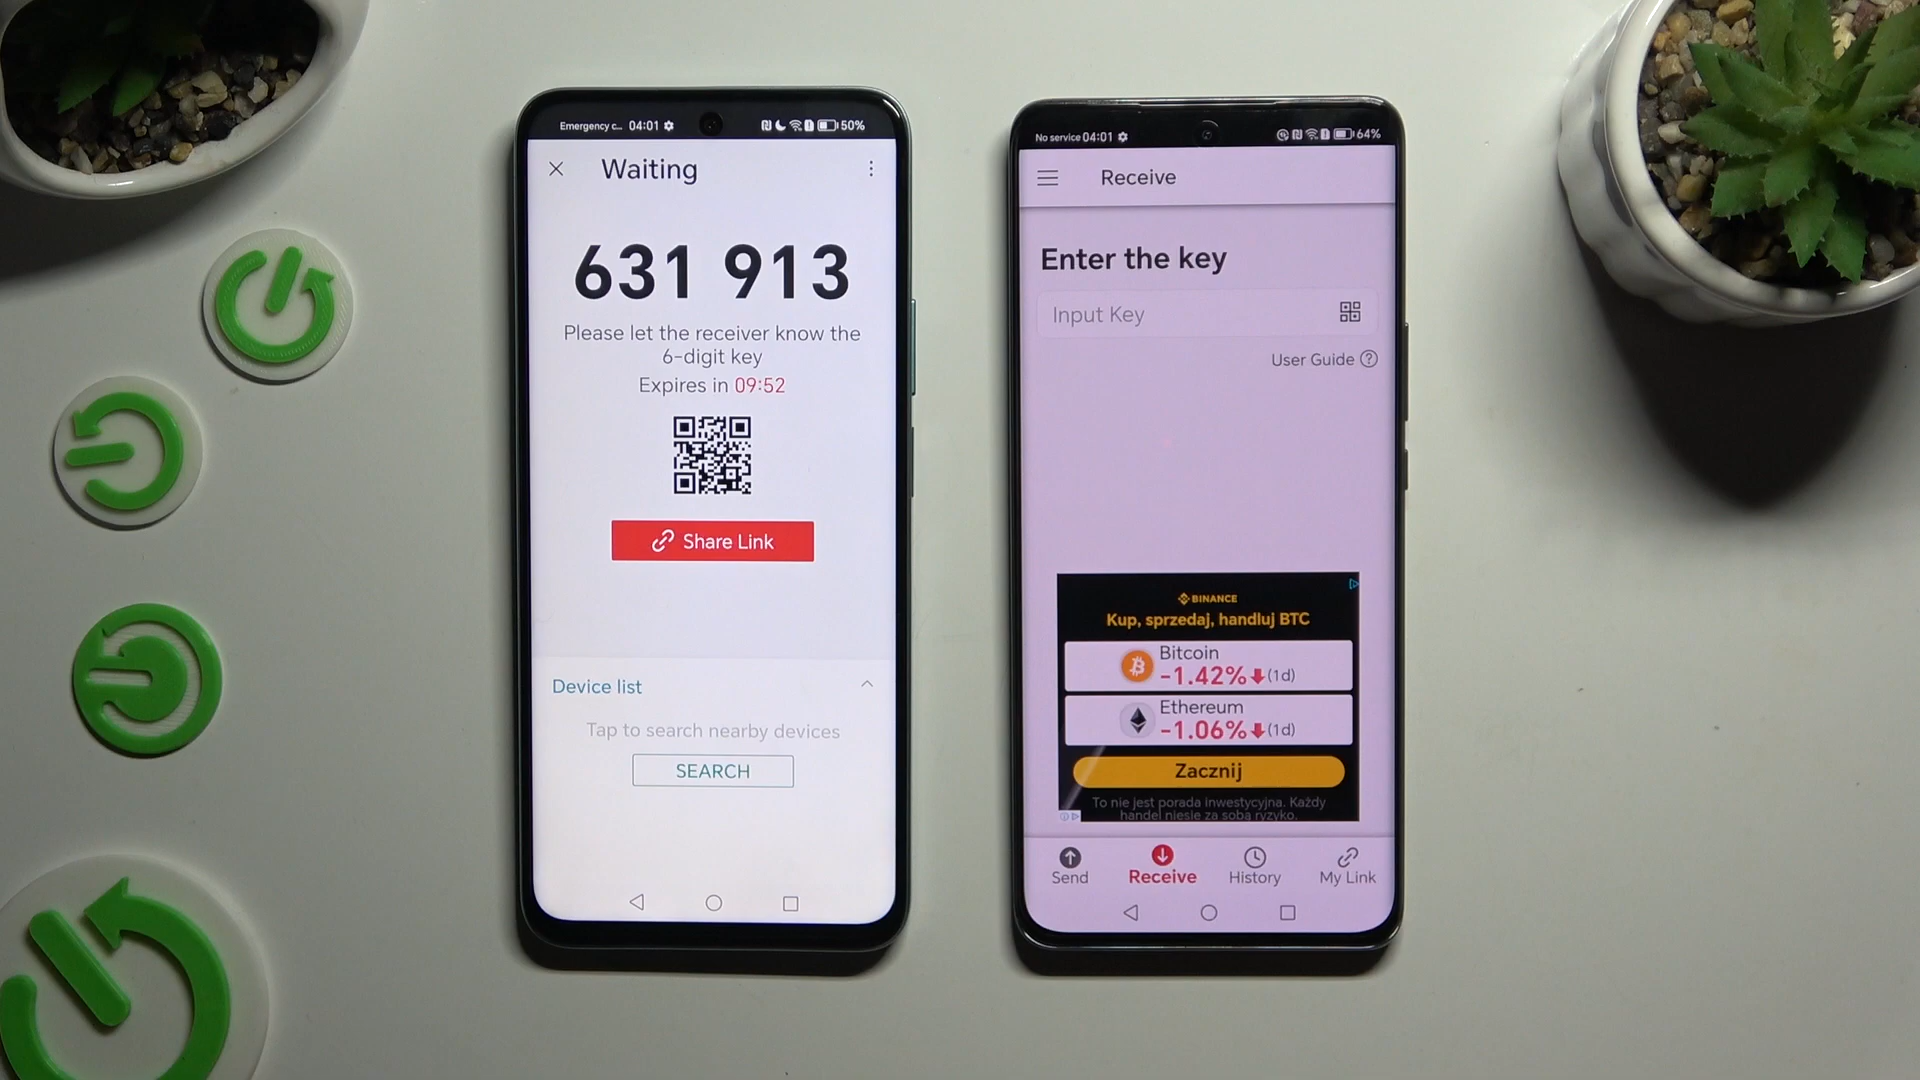 Emergency c... 04:01
50%
Waiting
631 913
Please let the receiver know the
6-digit key
Expires in 09:52
Share Link
Device list
Tap to search nearby devices
SEARCH
No service 04:01
64%
Receive
Enter the key
Input Key
User Guide
BINANCE
Kup, sprzedaj, handluj BTC
Bitcoin
-1.42% (1d)
Ethereum
-1.06% (1d)
Zacznij
To nie jest porada inwestycyjna. Każdy
handel niesie za sobą ryzyko.
Send
Receive
History
My Link